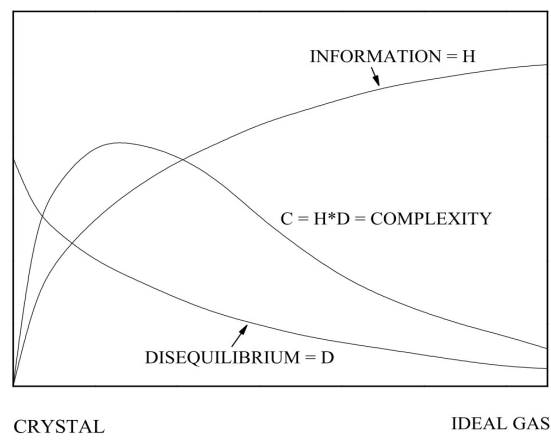 INFORMATION = H
C = H*D = COMPLEXITY
DISEQUILIBRIUM = D
CRYSTAL
IDEAL GAS